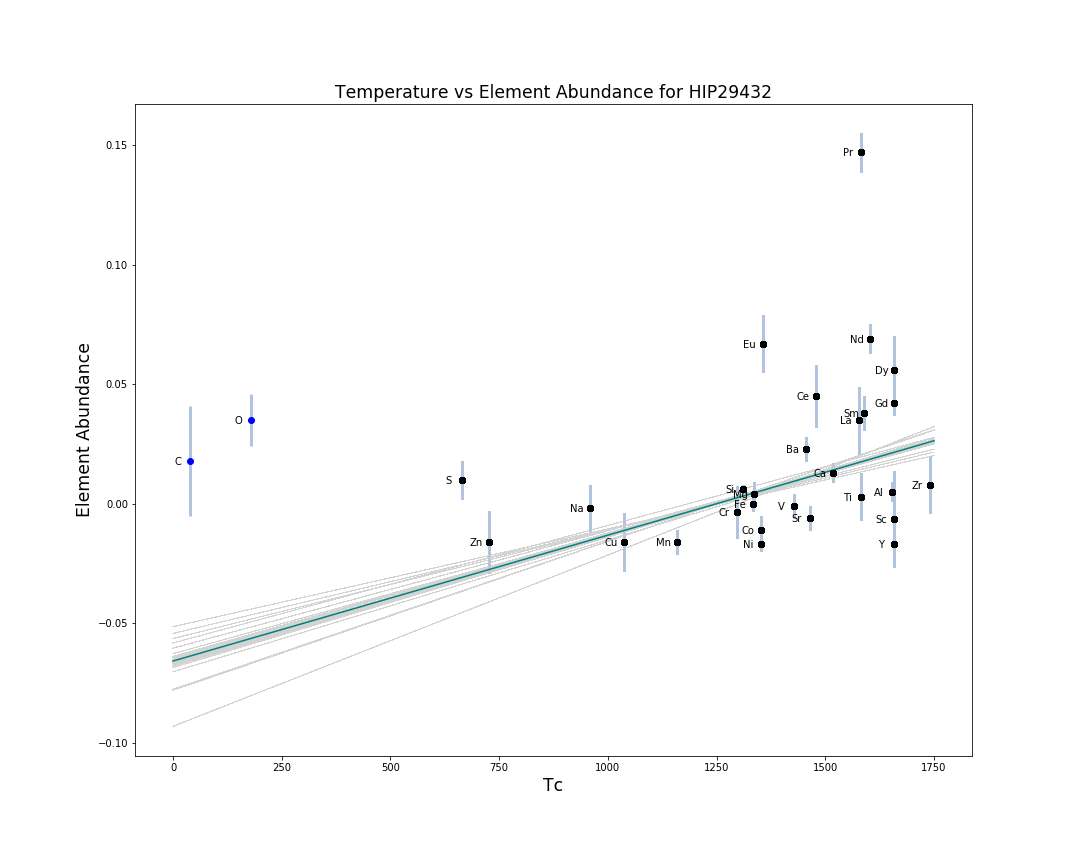 Temperature vs Element Abundance for HIP29432
Element Abundance
0.15
0.10
0.05
0.00
−0.05
−0.10
Pr
Eu
Nd
Dy
Ce
Gd
Sm
La
O
Ba
C
Ca
S
Si
Mg
Ti
Al
Zr
Na
Fe
V
Cr
Sr
Sc
Co
Zn
Cu
Mn
Ni
Y
0
250
500
750
1000
1250
1500
1750
Tc